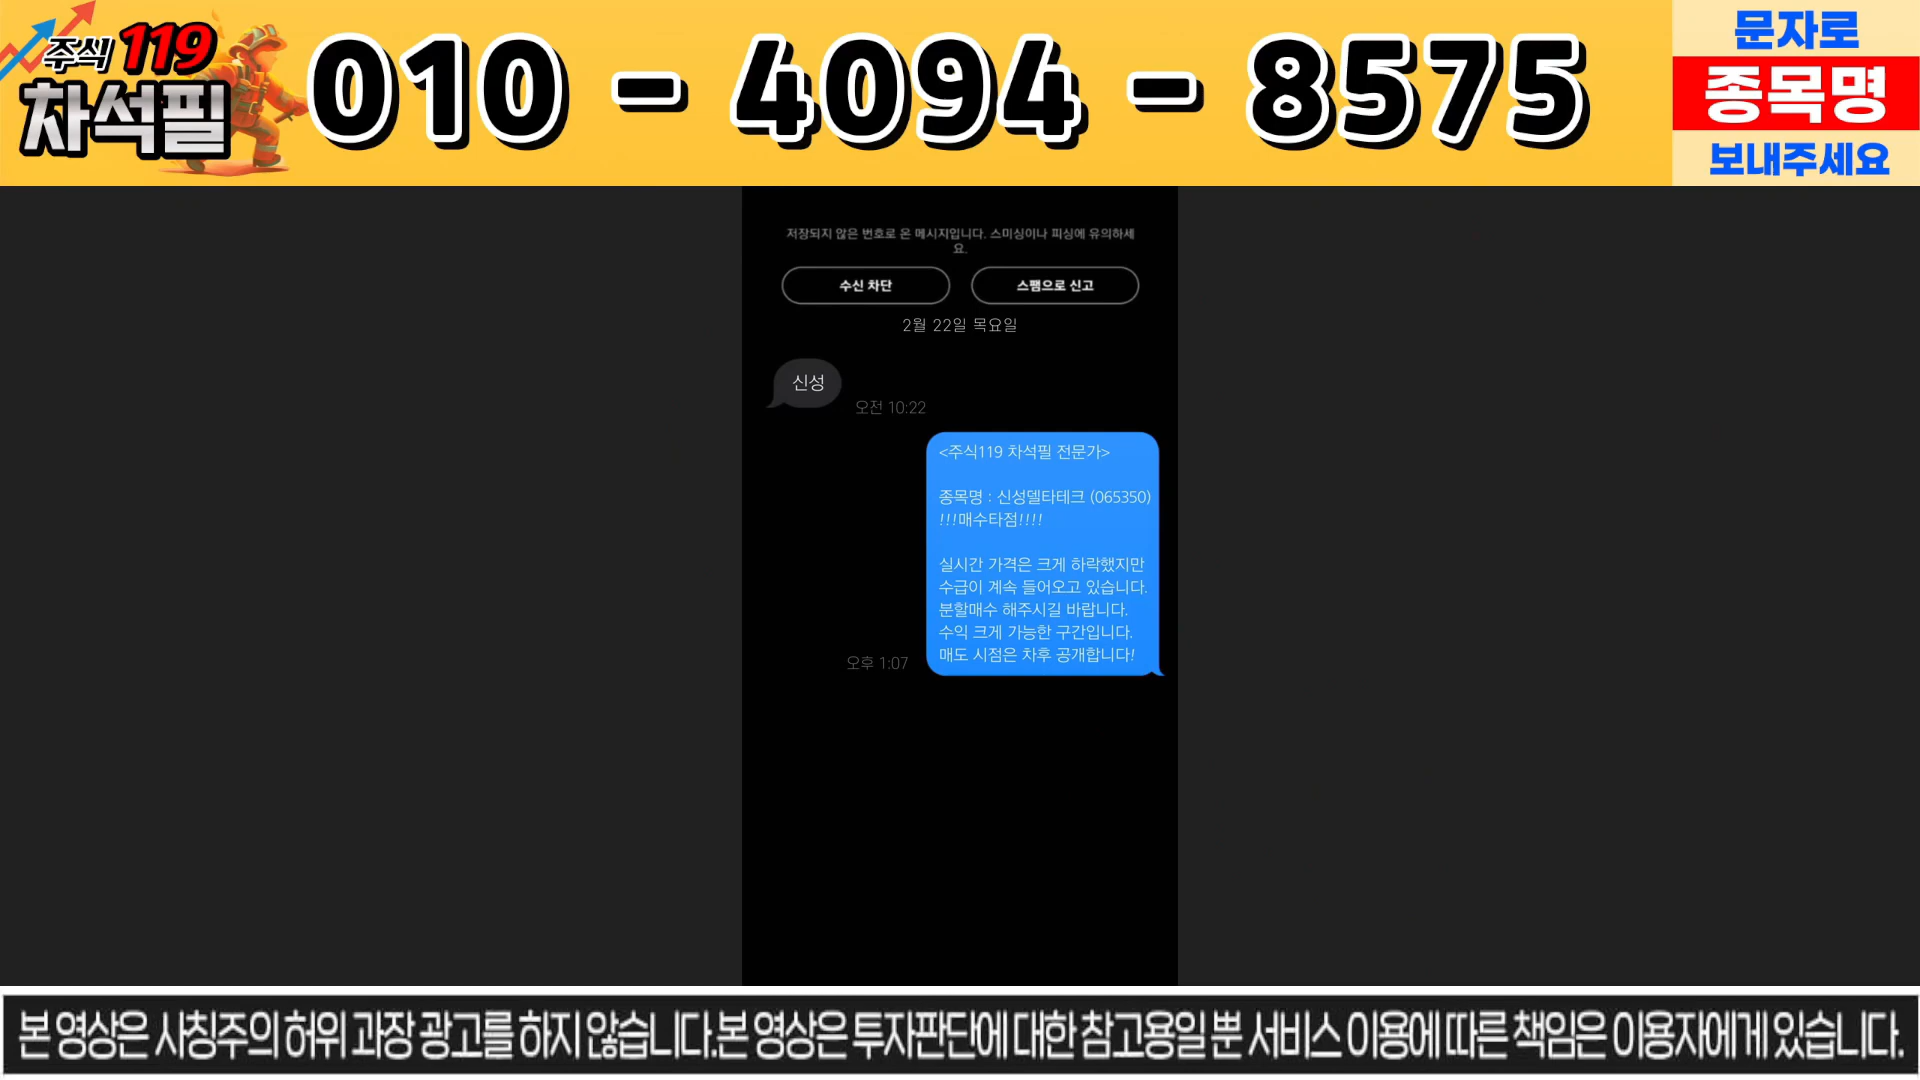 주식 119
차석필
010 - 4094 - 8575
문자로
종목명
보내주세요
저장되지 않은 번호로 온 메시지입니다. 스미싱이나 피싱에 유의하세
요.
수신 차단
스팸으로 신고
2월 22일 목요일
신성
오전 10:22
<주식119 차석필 전문가>
종목명 : 신성델타테크 (065350)
!!!매수타점!!!!
실시간 가격은 크게 하락했지만
수급이 계속 들어오고 있습니다.
분할매수 해주시길 바랍니다.
수익 크게 가능한 구간입니다.
매도 시점은 차후 공개합니다!
오후 1:07
본 영상은 사칭주의 허위 과장 광고를 하지 않습니다.본 영상은 투자판단에 대한 참고용일 뿐 서비스 이용에 따른 책임은 이용자에게 있습니다.